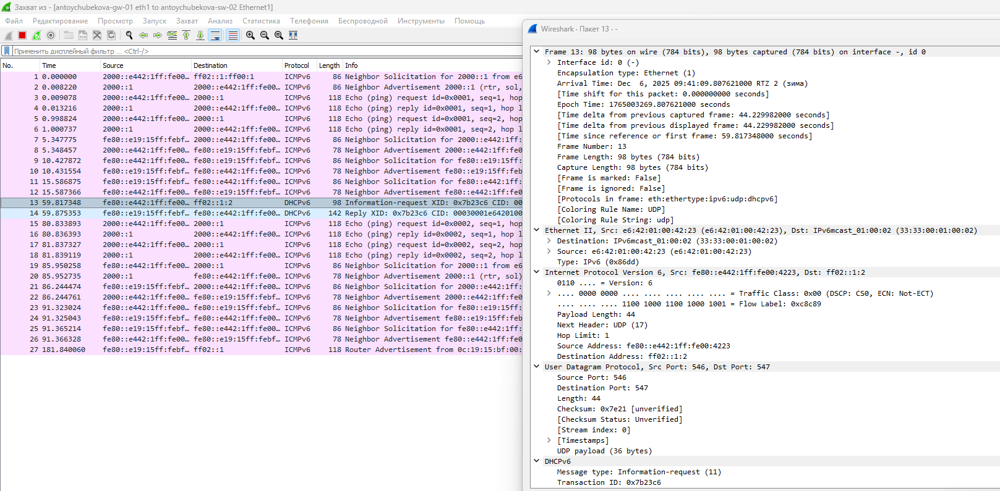 Захват из - [antoychubekova-gw-01 eth1 to antoychubekova-sw-02 Ethernet1]
Файл Редактирование Просмотр Запуск Захват Анализ Статистика Телефония Беспроводной Инструменты Помощь
Применить дисплейный фильтр ... <Ctrl-/>
No. Time Source Destination Protocol Length Info
1 0.000000 2000::e442:1ff:fe00… ff02::1:ff00:1 ICMPv6 86 Neighbor Solicitation for 2000::1 from e6
2 0.008220 2000::1 2000::e442:1ff:fe00… ICMPv6 86 Neighbor Advertisement 2000::1 (rtr, sol,
3 0.009078 2000::e442:1ff:fe00… 2000::1 ICMPv6 118 Echo (ping) request id=0x0001, seq=1, hop
4 0.013216 2000::1 2000::e442:1ff:fe00… ICMPv6 118 Echo (ping) reply id=0x0001, seq=1, hop l
5 0.998824 2000::e442:1ff:fe00… 2000::1 ICMPv6 118 Echo (ping) request id=0x0001, seq=2, hop
6 1.000737 2000::1 2000::e442:1ff:fe00… ICMPv6 118 Echo (ping) reply id=0x0001, seq=2, hop l
7 5.347775 fe80::e19:15ff:febf… 2000::e442:1ff:fe00… ICMPv6 86 Neighbor Solicitation for 2000::e442:1ff:
8 5.348457 2000::e442:1ff:fe00… fe80::e19:15ff:febf… ICMPv6 78 Neighbor Advertisement 2000::e442:1ff:fe0
9 10.427872 fe80::e442:1ff:fe00… fe80::e19:15ff:febf… ICMPv6 86 Neighbor Solicitation for fe80::e19:15ff:
10 10.431554 fe80::e19:15ff:febf… fe80::e442:1ff:fe00… ICMPv6 78 Neighbor Advertisement fe80::e19:15ff:feb
11 15.586875 fe80::e19:15ff:febf… fe80::e442:1ff:fe00… ICMPv6 86 Neighbor Solicitation for fe80::e442:1ff:
12 15.587366 fe80::e442:1ff:fe00… fe80::e19:15ff:febf… ICMPv6 78 Neighbor Advertisement fe80::e442:1ff:fe0
13 59.817348 fe80::e442:1ff:fe00… ff02::1:2 DHCPv6 98 Information-request XID: 0x7b23c6 CID: 00
14 59.875353 fe80::e19:15ff:febf… fe80::e442:1ff:fe00… DHCPv6 142 Reply XID: 0x7b23c6 CID: 00030001e6420100
15 80.833893 2000::e442:1ff:fe00… 2000::1 ICMPv6 118 Echo (ping) request id=0x0002, seq=1, hop
16 80.836393 2000::1 2000::e442:1ff:fe00… ICMPv6 118 Echo (ping) reply id=0x0002, seq=1, hop l
17 81.837327 2000::e442:1ff:fe00… 2000::1 ICMPv6 118 Echo (ping) request id=0x0002, seq=2, hop
18 81.839119 2000::1 2000::e442:1ff:fe00… ICMPv6 118 Echo (ping) reply id=0x0002, seq=2, hop l
19 85.950258 fe80::e442:1ff:fe00… 2000::1 ICMPv6 86 Neighbor Solicitation for 2000::1 from e6
20 85.952735 2000::1 fe80::e442:1ff:fe00… ICMPv6 78 Neighbor Advertisement 2000::1 (rtr, sol)
21 86.244474 fe80::e19:15ff:febf… 2000::e442:1ff:fe00… ICMPv6 86 Neighbor Solicitation for 2000::e442:1ff:
22 86.244761 2000::e442:1ff:fe00… fe80::e19:15ff:febf… ICMPv6 78 Neighbor Advertisement 2000::e442:1ff:fe0
23 91.323024 fe80::e442:1ff:fe00… fe80::e19:15ff:febf… ICMPv6 86 Neighbor Solicitation for fe80::e19:15ff:
24 91.325043 fe80::e19:15ff:febf… fe80::e442:1ff:fe00… ICMPv6 78 Neighbor Advertisement fe80::e19:15ff:feb
25 91.365214 fe80::e19:15ff:febf… fe80::e442:1ff:fe00… ICMPv6 86 Neighbor Solicitation for fe80::e442:1ff:
26 91.366328 fe80::e442:1ff:fe00… fe80::e19:15ff:febf… ICMPv6 78 Neighbor Advertisement fe80::e442:1ff:fe0
27 181.840060 fe80::e19:15ff:febf… ff02::1 ICMPv6 118 Router Advertisement from 0c:19:15:bf:00:
Wireshark · Пакет 13 · -
Frame 13: 98 bytes on wire (784 bits), 98 bytes captured (784 bits) on interface -, id 0
Interface id: 0 (-)
Encapsulation type: Ethernet (1)
Arrival Time: Dec 6, 2025 09:41:09.807621000 RTZ 2 (зима)
[Time shift for this packet: 0.000000000 seconds]
Epoch Time: 1765003269.807621000 seconds
[Time delta from previous captured frame: 44.229982000 seconds]
[Time delta from previous displayed frame: 44.229982000 seconds]
[Time since reference or first frame: 59.817348000 seconds]
Frame Number: 13
Frame Length: 98 bytes (784 bits)
Capture Length: 98 bytes (784 bits)
[Frame is marked: False]
[Frame is ignored: False]
[Protocols in frame: eth:ethertype:ipv6:udp:dhcpv6]
[Coloring Rule Name: UDP]
[Coloring Rule String: udp]
Ethernet II, Src: e6:42:01:00:42:23 (e6:42:01:00:42:23), Dst: IPv6mcast_01:00:02 (33:33:00:01:00:02)
Destination: IPv6mcast_01:00:02 (33:33:00:01:00:02)
Source: e6:42:01:00:42:23 (e6:42:01:00:42:23)
Type: IPv6 (0x86dd)
Internet Protocol Version 6, Src: fe80::e442:1ff:fe00:4223, Dst: ff02::1:2
0110 .... = Version: 6
.... 0000 0000 .... .... .... .... .... = Traffic Class: 0x00 (DSCP: CS0, ECN: Not-ECT)
.... .... .... 1100 1000 1100 1000 1001 = Flow Label: 0xc8c89
Payload Length: 44
Next Header: UDP (17)
Hop Limit: 1
Source Address: fe80::e442:1ff:fe00:4223
Destination Address: ff02::1:2
User Datagram Protocol, Src Port: 546, Dst Port: 547
Source Port: 546
Destination Port: 547
Length: 44
Checksum: 0x7e21 [unverified]
[Checksum Status: Unverified]
[Stream index: 0]
[Timestamps]
UDP payload (36 bytes)
DHCPv6
Message type: Information-request (11)
Transaction ID: 0x7b23c6